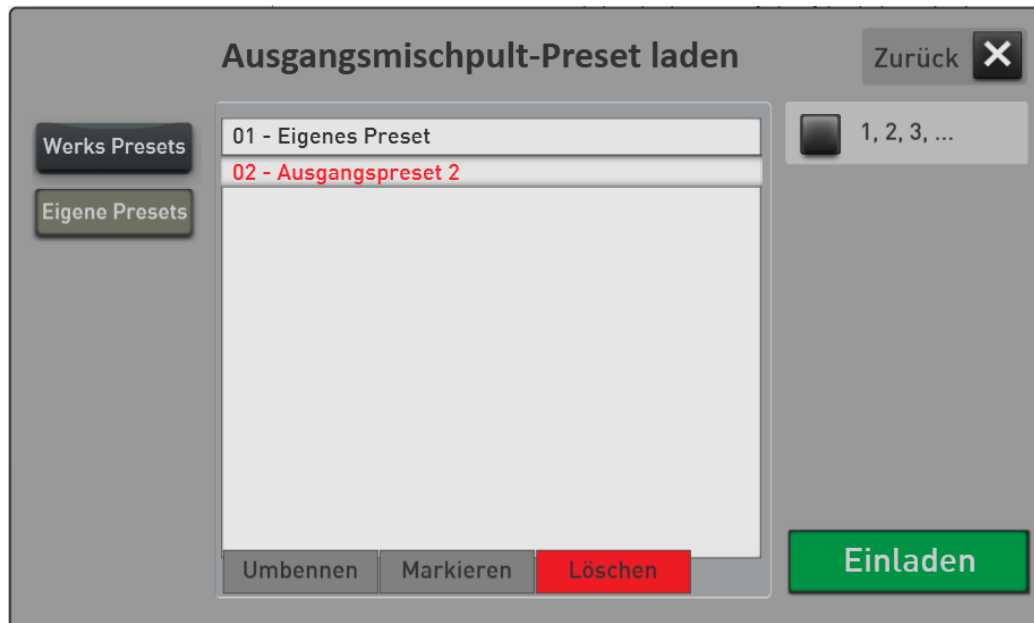 Ausgangsmischpult-Preset laden
Zurück
Werks Presets
Eigene Presets
01 - Eigenes Preset
02 - Ausgangspreset 2
1, 2, 3, ...
Umbennen
Markieren
Löschen
Einladen